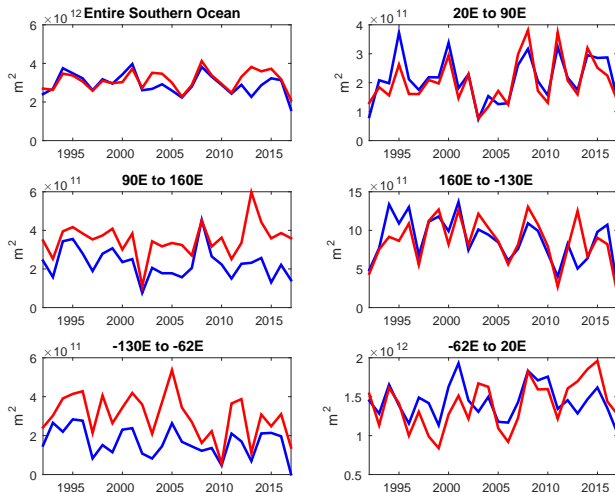 ×10¹² Entire Southern Ocean
6
4
2
0
m²
1995 2000 2005 2010 2015
×10¹¹ 20E to 90E
4
3
2
1
0
m²
1995 2000 2005 2010 2015
×10¹¹ 90E to 160E
6
4
2
0
m²
1995 2000 2005 2010 2015
×10¹¹ 160E to -130E
15
10
5
0
m²
1995 2000 2005 2010 2015
×10¹¹ -130E to -62E
6
4
2
0
m²
1995 2000 2005 2010 2015
×10¹² -62E to 20E
2
1.5
1
0.5
m²
1995 2000 2005 2010 2015